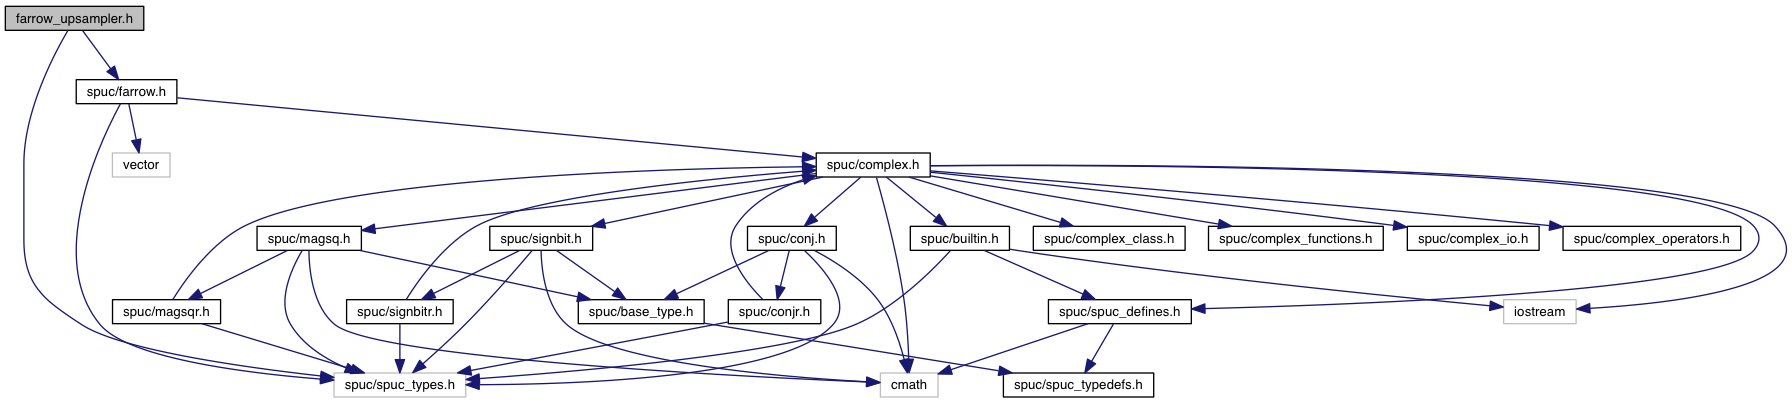 farrow_upsampler.h
spuc/farrow.h
vector
spuc/complex.h
spuc/magsq.h
spuc/signbit.h
spuc/conj.h
spuc/builtin.h
spuc/complex_class.h
spuc/complex_functions.h
spuc/complex_io.h
spuc/complex_operators.h
spuc/magsqr.h
spuc/signbitr.h
spuc/base_type.h
spuc/conjr.h
spuc/spuc_defines.h
iostream
spuc/spuc_types.h
cmath
spuc/spuc_typedefs.h